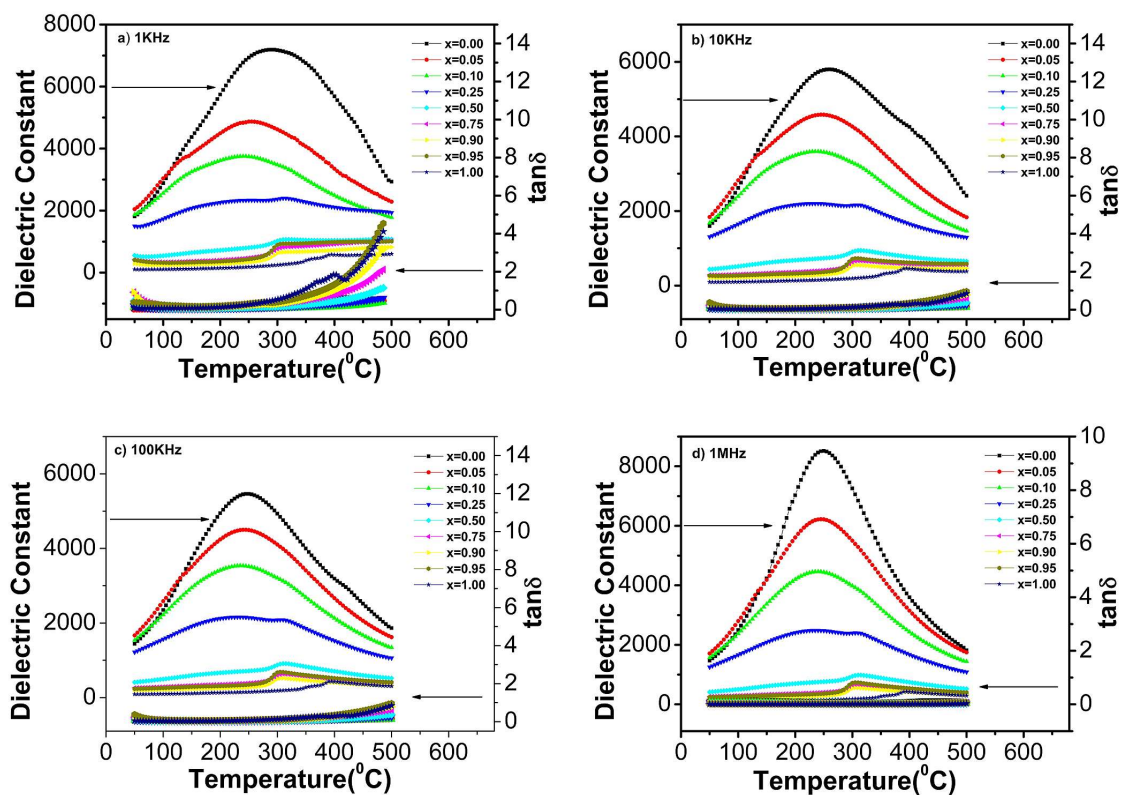 a) 1KHz
8000
6000
4000
2000
0
Dielectric Constant
14
12
10
8
6
4
2
0
tanδ
x=0.00
x=0.05
x=0.10
x=0.25
x=0.50
x=0.75
x=0.90
x=0.95
x=1.00
0 100 200 300 400 500 600
Temperature(⁰C)
b) 10KHz
6000
4000
2000
0
Dielectric Constant
14
12
10
8
6
4
2
0
tanδ
x=0.00
x=0.05
x=0.10
x=0.25
x=0.50
x=0.75
x=0.90
x=0.95
x=1.00
0 100 200 300 400 500 600
Temperature(⁰C)
c) 100KHz
6000
4000
2000
0
Dielectric Constant
14
12
10
8
6
4
2
0
tanδ
x=0.00
x=0.05
x=0.10
x=0.25
x=0.50
x=0.75
x=0.90
x=0.95
x=1.00
0 100 200 300 400 500 600
Temperature(⁰C)
d) 1MHz
8000
6000
4000
2000
0
Dielectric Constant
10
8
6
4
2
0
tanδ
x=0.00
x=0.05
x=0.10
x=0.25
x=0.50
x=0.75
x=0.90
x=0.95
x=1.00
0 100 200 300 400 500 600
Temperature(⁰C)